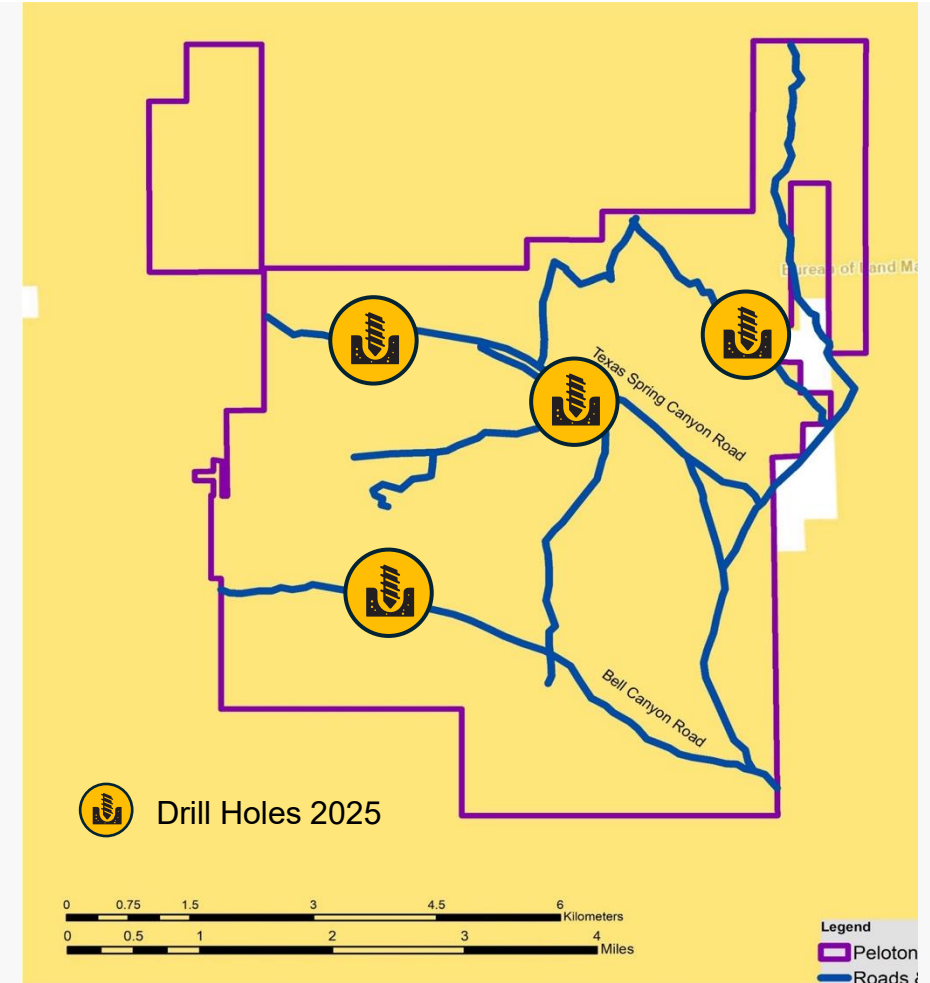 Bureau of Land Ma
Texas Spring Canyon Road
Bell Canyon Road
Drill Holes 2025
0 0.75 1.5 3 4.5 6
Kilometers
0 0.5 1 2 3 4
Miles
Legend
Peloton
Roads &